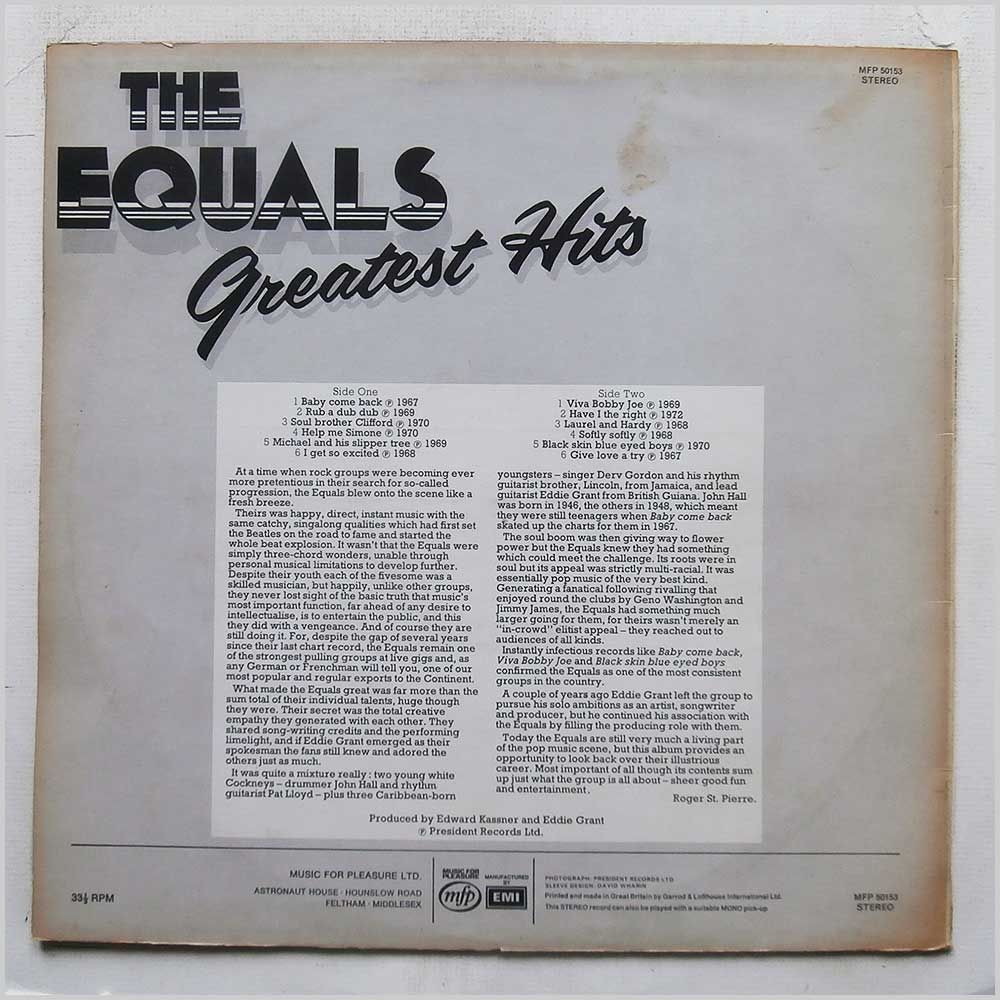 THE
EQUALS
Greatest Hits
MFP 50153
STEREO
Side One
1 Baby come back Ⓟ 1967
2 Rub a dub dub Ⓟ 1969
3 Soul brother Clifford Ⓟ 1970
4 Help me Simone Ⓟ 1970
5 Michael and his slipper tree Ⓟ 1969
6 I get so excited Ⓟ 1968
At a time when rock groups were becoming ever
more pretentious in their search for so-called
progression, the Equals blew onto the scene like a
fresh breeze.
Theirs was happy, direct, instant music with the
same catchy, singalong qualities which had first set
the Beatles on the road to fame and started the
whole beat explosion. It wasn't that the Equals were
simply three-chord wonders, unable through
personal musical limitations to develop further.
Despite their youth each of the fivesome was a
skilled musician, but happily, unlike other groups,
they never lost sight of the basic truth that music's
most important function, far ahead of any desire to
intellectualise, is to entertain the public, and this
they did with a vengeance. And of course they are
still doing it. For, despite the gap of several years
since their last chart record, the Equals remain one
of the strongest pulling groups at live gigs and, as
any German or Frenchman will tell you, one of our
most popular and regular exports to the Continent.
What made the Equals great was far more than the
sum total of their individual talents, huge though
they were. Their secret was the total creative
empathy they generated with each other. They
shared song-writing credits and the performing
limelight, and if Eddie Grant emerged as their
spokesman the fans still knew and adored the
others just as much.
It was quite a mixture really : two young white
Cockneys – drummer John Hall and rhythm
guitarist Pat Lloyd – plus three Caribbean-born
Side Two
1 Viva Bobby Joe Ⓟ 1969
2 Have I the right Ⓟ 1972
3 Laurel and Hardy Ⓟ 1968
4 Softly softly Ⓟ 1968
5 Black skin blue eyed boys Ⓟ 1970
6 Give love a try Ⓟ 1967
youngsters – singer Derv Gordon and his rhythm
guitarist brother, Lincoln, from Jamaica, and lead
guitarist Eddie Grant from British Guiana. John Hall
was born in 1946, the others in 1948, which meant
they were still teenagers when Baby come back
skated up the charts for them in 1967.
The soul boom was then giving way to flower
power but the Equals knew they had something
which could meet the challenge. Its roots were in
soul but its appeal was strictly multi-racial. It was
essentially pop music of the very best kind.
Generating a fanatical following rivalling that
enjoyed round the clubs by Geno Washington and
Jimmy James, the Equals had something much
larger going for them, for theirs wasn't merely an
"in-crowd" elitist appeal – they reached out to
audiences of all kinds.
Instantly infectious records like Baby come back,
Viva Bobby Joe and Black skin blue eyed boys
confirmed the Equals as one of the most consistent
groups in the country.
A couple of years ago Eddie Grant left the group to
pursue his solo ambitions as an artist, songwriter
and producer, but he continued his association with
the Equals by filling the producing role with them.
Today the Equals are still very much a living part
of the pop music scene, but this album provides an
opportunity to look back over their illustrious
career. Most important of all though its contents sum
up just what the group is all about – sheer good fun
and entertainment.
Roger St. Pierre.
Produced by Edward Kassner and Eddie Grant
Ⓟ President Records Ltd.
33⅓ RPM
MUSIC FOR PLEASURE LTD.
ASTRONAUT HOUSE · HOUNSLOW ROAD
FELTHAM · MIDDLESEX
MUSIC FOR
PLEASURE
mfp
MANUFACTURED
BY
EMI
PHOTOGRAPH: PRESIDENT RECORDS LTD.
SLEEVE DESIGN: DAVID WHARIN
Printed and made in Great Britain by Garrod & Lofthouse International Ltd.
This STEREO record can also be played with a suitable MONO pick-up
MFP 50153
STEREO